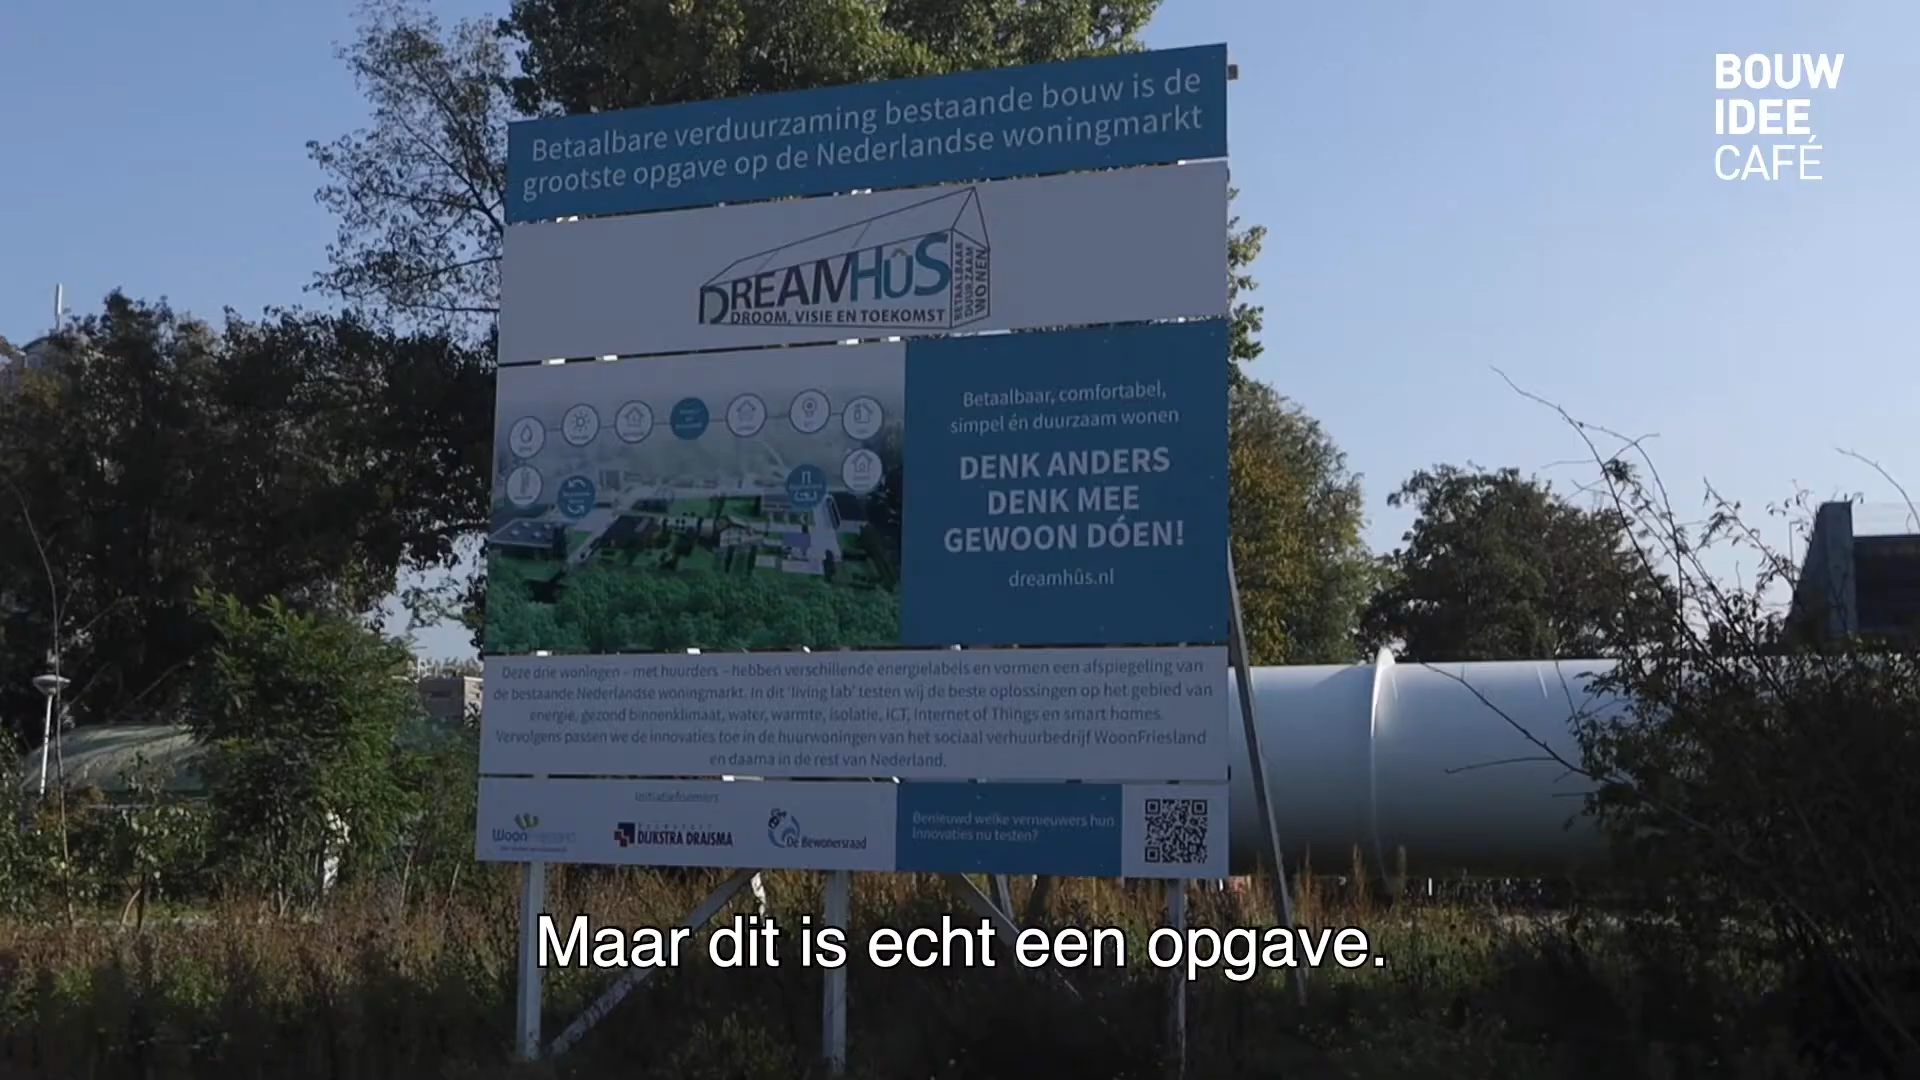 BOUW
IDEE
CAFÉ
Betaalbare verduurzaming bestaande bouw is de
grootste opgave op de Nederlandse woningmarkt
DREAMHûS
DROOM, VISIE EN TOEKOMST
BETAALBAAR
DUURZAAM
WONEN
Betaalbaar, comfortabel,
simpel én duurzaam wonen
DENK ANDERS
DENK MEE
GEWOON DÓEN!
dreamhûs.nl
Deze drie woningen – met huurders – hebben verschillende energielabels en vormen een afspiegeling van
de bestaande Nederlandse woningmarkt. In dit 'living lab' testen wij de beste oplossingen op het gebied van
energie, gezond binnenklimaat, water, warmte, isolatie, ICT, Internet of Things en smart homes.
Vervolgens passen we de innovaties toe in de huurwoningen van het sociaal verhuurbedrijf WoonFriesland
en daarna in de rest van Nederland.
Initiatiefnemers
WoonFriesland
DIJKSTRA DRAISMA
De Bewonersraad
Benieuwd welke vernieuwers hun
innovaties nu testen?
Maar dit is echt een opgave.